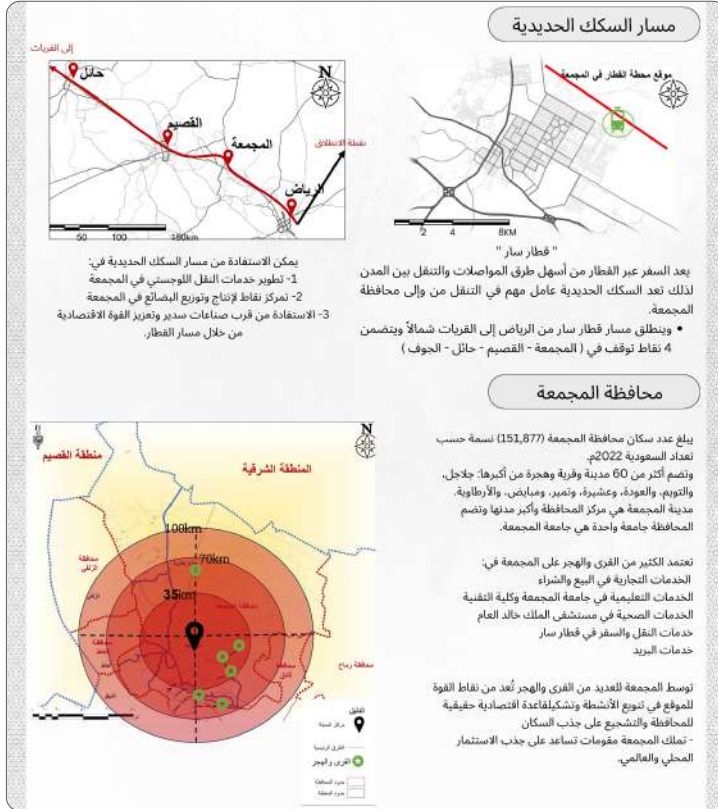 مسار السكك الحديدية
موقع محطة القطار في المجمعة
2 4 8KM
إلى القريات
حائل
N
القصيم
المجمعة
نقطة الانطلاق
الرياض
50 100 160km
" قطار سار "
يعد السفر عبر القطار من أسهل طرق المواصلات والتنقل بين المدن
لذلك تعد السكك الحديدية عامل مهم في التنقل من وإلى محافظة
المجمعة.
• وينطلق مسار قطار سار من الرياض إلى القريات شمالاً ويتضمن
4 نقاط توقف في ( المجمعة - القصيم - حائل - الجوف )
يمكن الاستفادة من مسار السكك الحديدية في:
1- تطوير خدمات النقل اللوجستي في المجمعة
2- تمركز نقاط لإنتاج وتوزيع البضائع في المجمعة
3- الاستفادة من قرب صناعات سدير وتعزيز القوة الاقتصادية
من خلال مسار القطار.
محافظة المجمعة
يبلغ عدد سكان محافظة المجمعة (151,877) نسمة حسب
تعداد السعودية 2022م.
وتضم أكثر من 60 مدينة وقرية وهجرة من أكبرها: جلاجل،
والتويم، والعودة، وعشيرة، وتمير، ومبايض، والأرطاوية.
مدينة المجمعة هي مركز المحافظة وأكبر مدنها وتضم
المحافظة جامعة واحدة هي جامعة المجمعة.
تعتمد الكثير من القرى والهجر على المجمعة في:
الخدمات التجارية في البيع والشراء
الخدمات التعليمية في جامعة المجمعة وكلية التقنية
الخدمات الصحية في مستشفى الملك خالد العام
خدمات النقل والسفر في قطار سار
خدمات البريد
توسط المجمعة للعديد من القرى والهجر تُعد من نقاط القوة
للموقع في تنويع الأنشطة وتشكيلقاعدة اقتصادية حقيقية
للمحافظة والتشجيع على جذب السكان
- تملك المجمعة مقومات تساعد على جذب الاستثمار
المحلي والعالمي.
N
منطقة القصيم
المنطقة الشرقية
100km
70km
35km
محافظة الزلفي
محافظة رماح
القرى والهجر
حدود المحافظة
حدود المنطقة